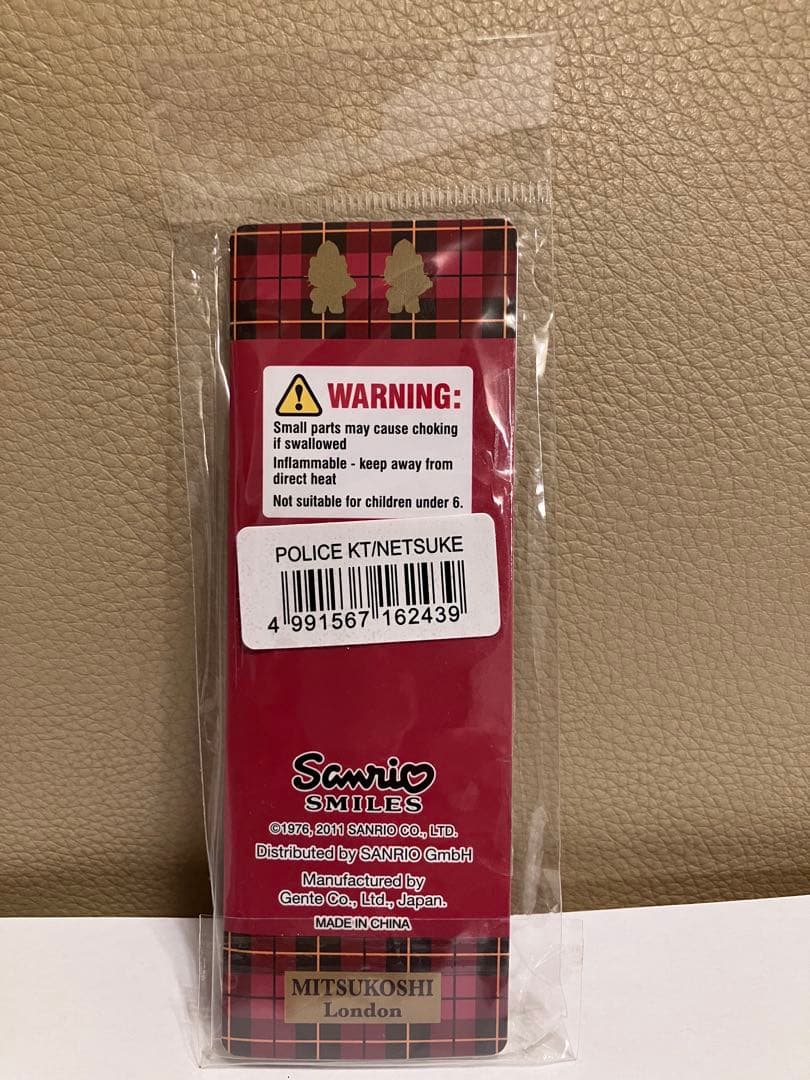 WARNING:
Small parts may cause choking
if swallowed
Inflammable - keep away from
direct heat
Not suitable for children under 6.
POLICE KT/NETSUKE
4 991567 162439
Sanrio
SMILES
©1976, 2011 SANRIO CO., LTD.
Distributed by SANRIO GmbH
Manufactured by
Gente Co., Ltd., Japan.
MADE IN CHINA
MITSUKOSHI
London